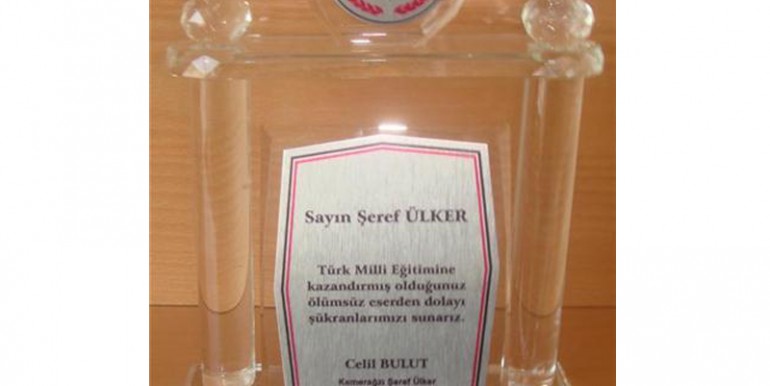 Sayın Şeref ÜLKER
Türk Milli Eğitimine
kazandırmış olduğunuz
ölümsüz eserden dolayı
şükranlarımızı sunarız.
Celil BULUT
Kemerağzı Şeref Ülker